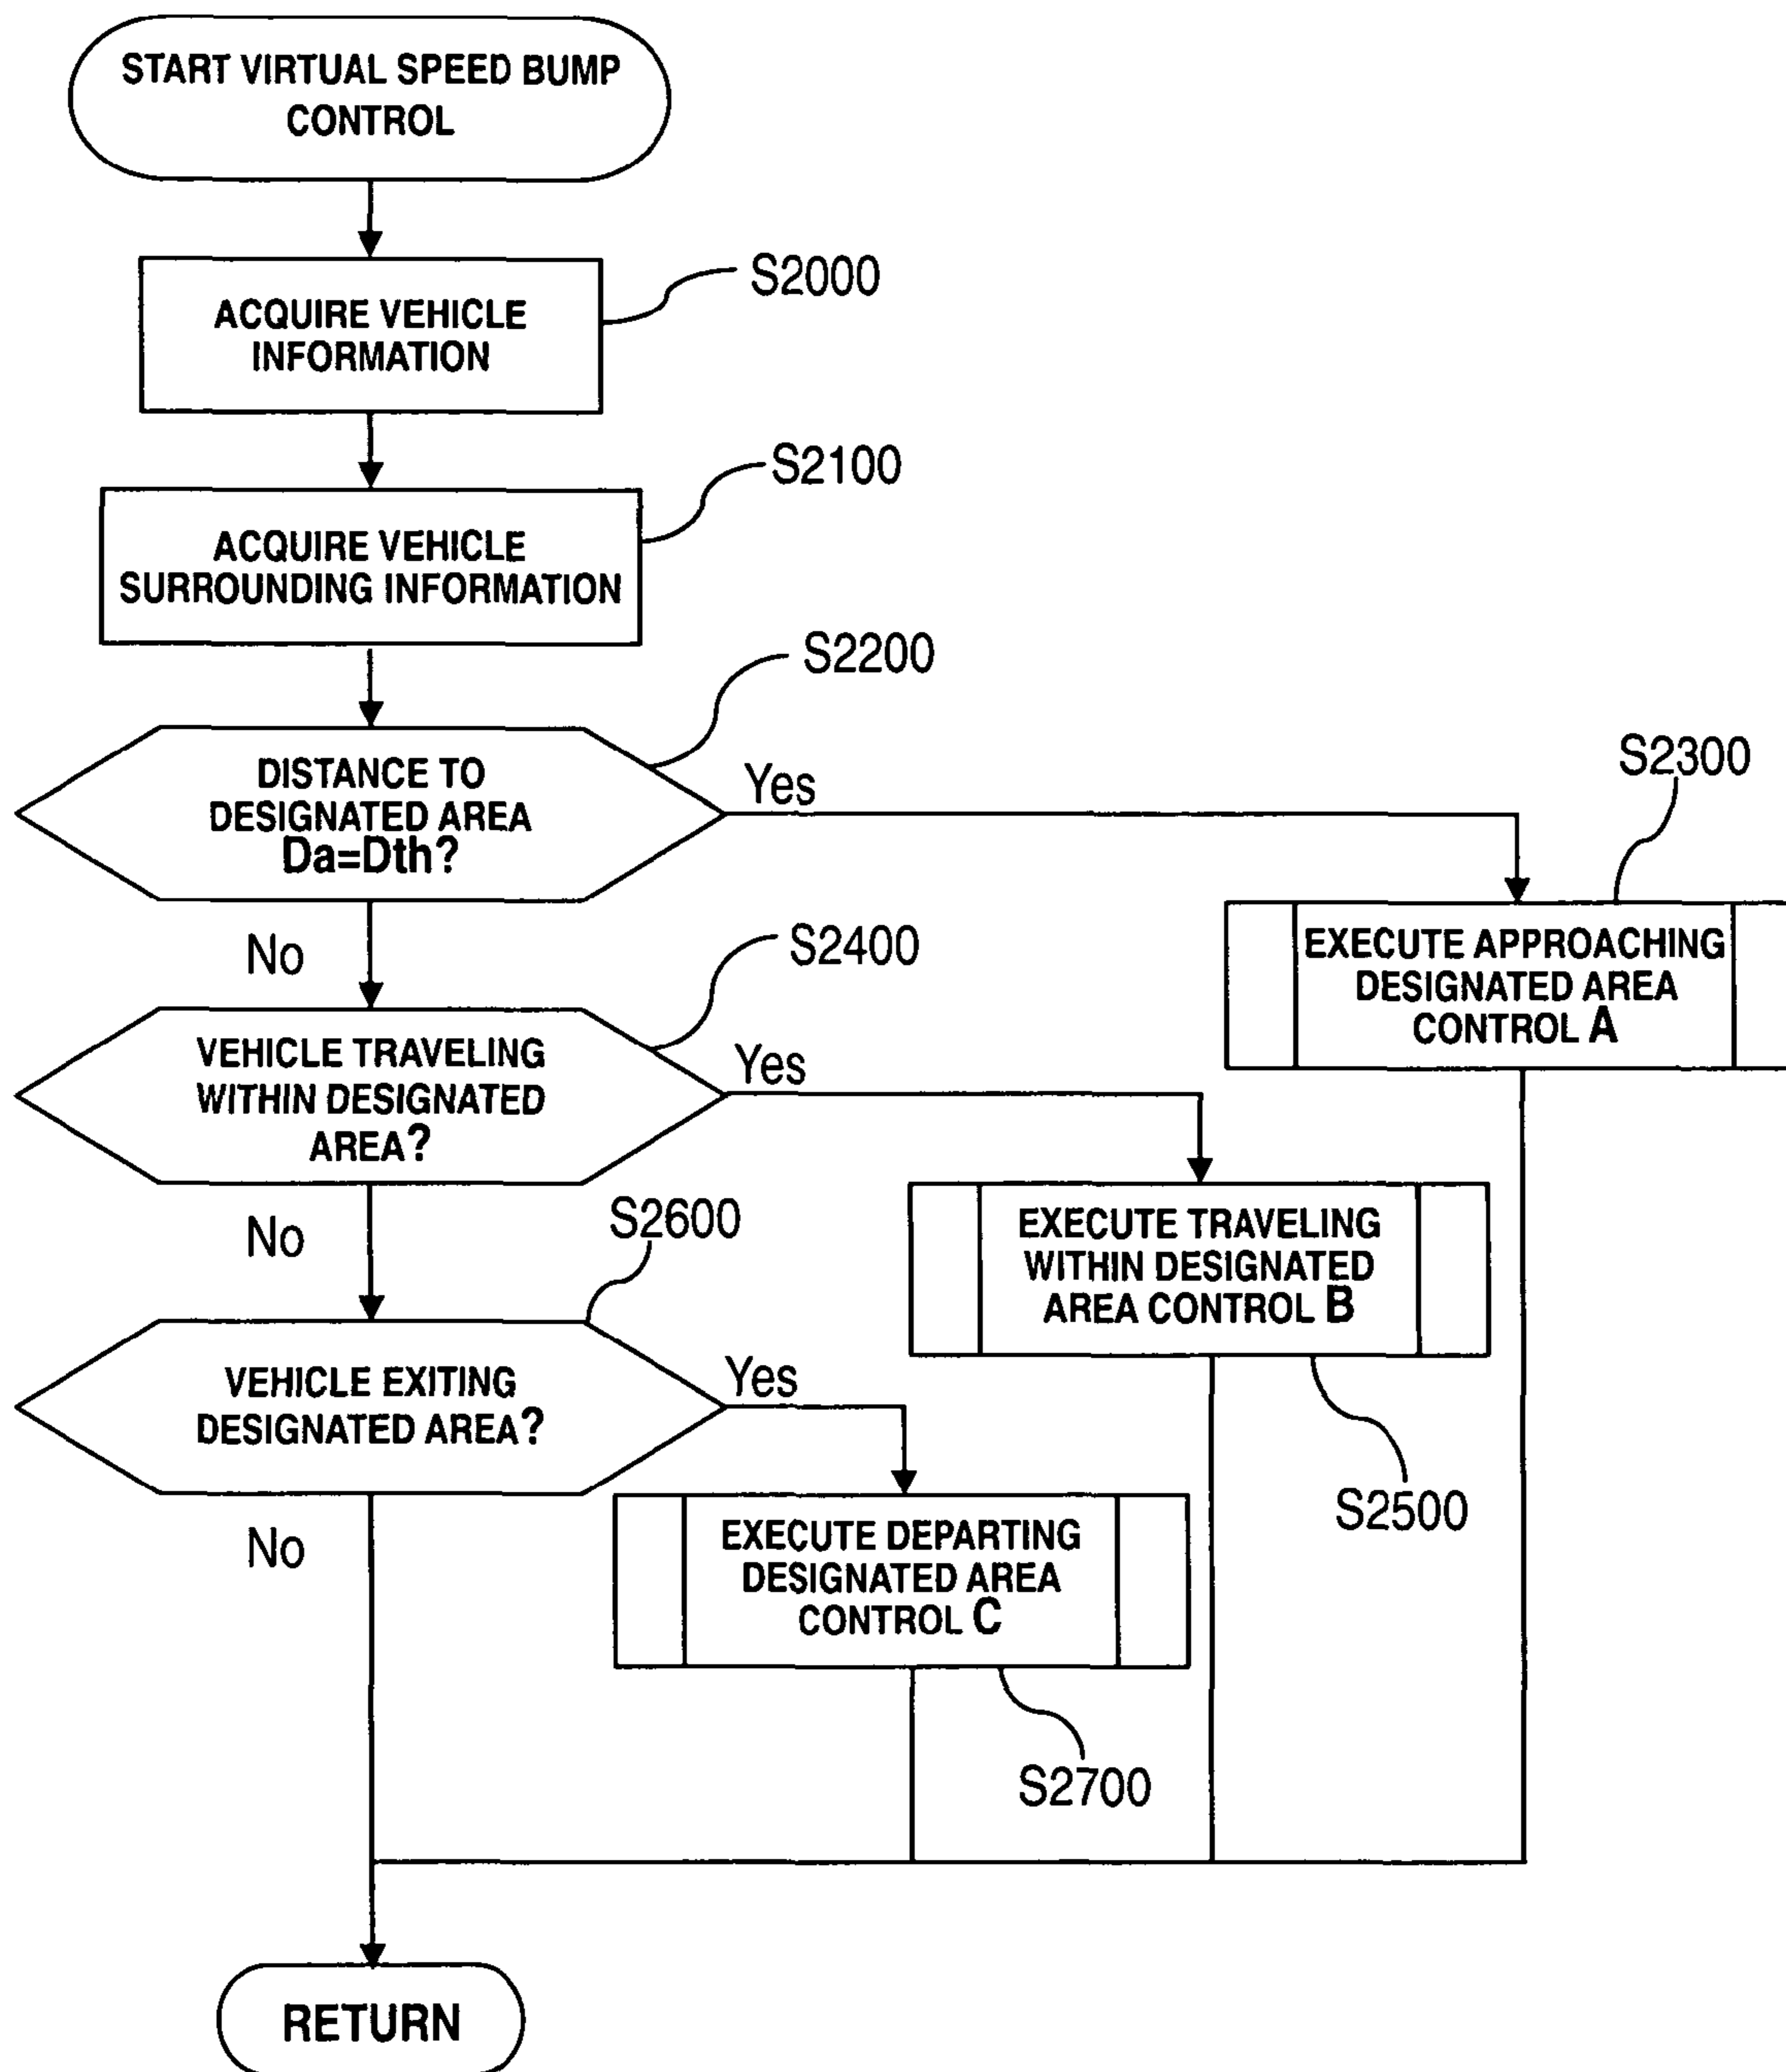 START VIRTUAL SPEED BUMP
CONTROL
S2000
ACQUIRE VEHICLE
INFORMATION
S2100
ACQUIRE VEHICLE
SURROUNDING INFORMATION
S2200
DISTANCE TO
DESIGNATED AREA
Da=Dth?
Yes
S2300
EXECUTE APPROACHING
DESIGNATED AREA
CONTROL A
No
S2400
VEHICLE TRAVELING
WITHIN DESIGNATED
AREA?
Yes
EXECUTE TRAVELING
WITHIN DESIGNATED
AREA CONTROL B
S2500
No
S2600
VEHICLE EXITING
DESIGNATED AREA?
Yes
EXECUTE DEPARTING
DESIGNATED AREA
CONTROL C
S2700
No
RETURN